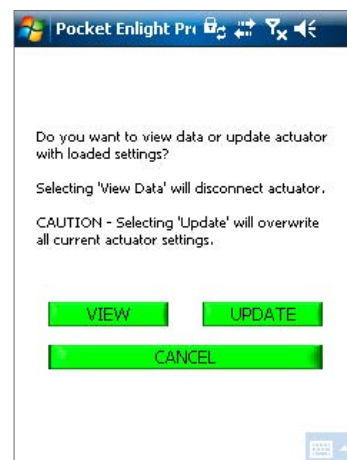 Pocket Enlight Pr
Do you want to view data or update actuator
with loaded settings?
Selecting 'View Data' will disconnect actuator.
CAUTION - Selecting 'Update' will overwrite
all current actuator settings.
VIEW UPDATE
CANCEL